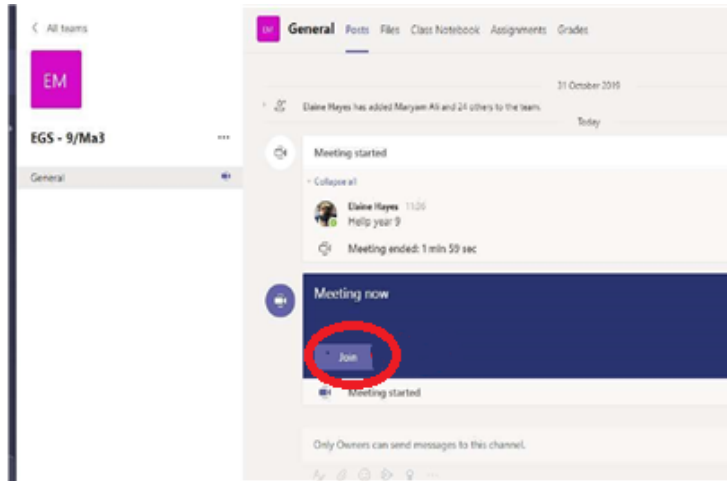 All teams
EM
EGS - 9/Ma3
...
General
EM General Posts Files Class Notebook Assignments Grades
31 October 2019
Elaine Hayes has added Maryam Ali and 24 others to the team.
Today
Meeting started
Collapse all
Elaine Hayes 11:26
Hello year 9
Meeting ended: 1 min 59 sec
Meeting now
Join
Meeting started
Only Owners can send messages to this channel.